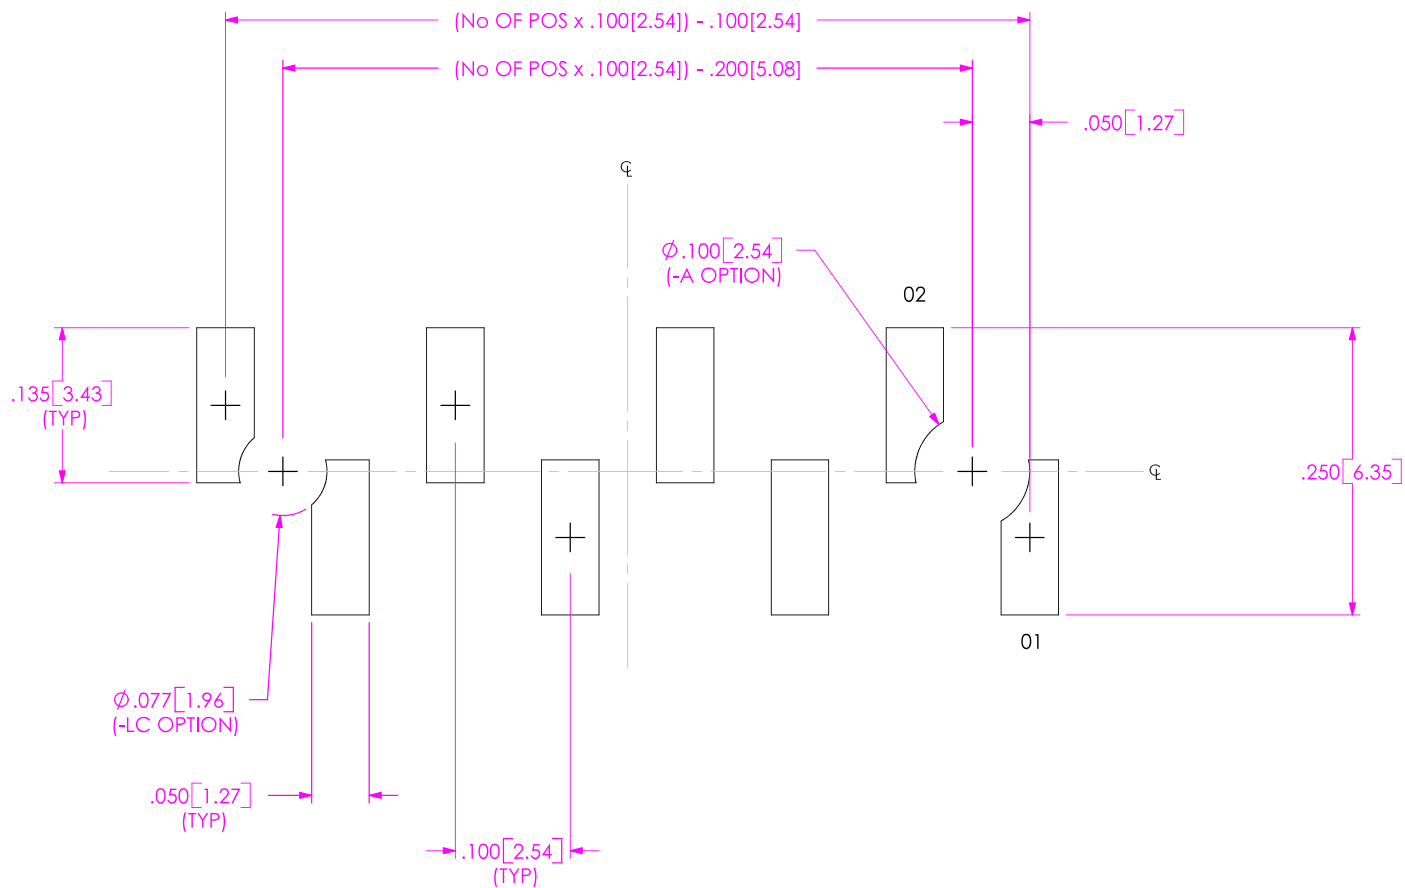 (No OF POS x .100[2.54]) - .100[2.54]
(No OF POS x .100[2.54]) - .200[5.08]
.050[1.27]
℄
Ø.100[2.54]
(-A OPTION)
02
.135[3.43]
(TYP)
℄
.250[6.35]
01
Ø.077[1.96]
(-LC OPTION)
.050[1.27]
(TYP)
.100[2.54]
(TYP)